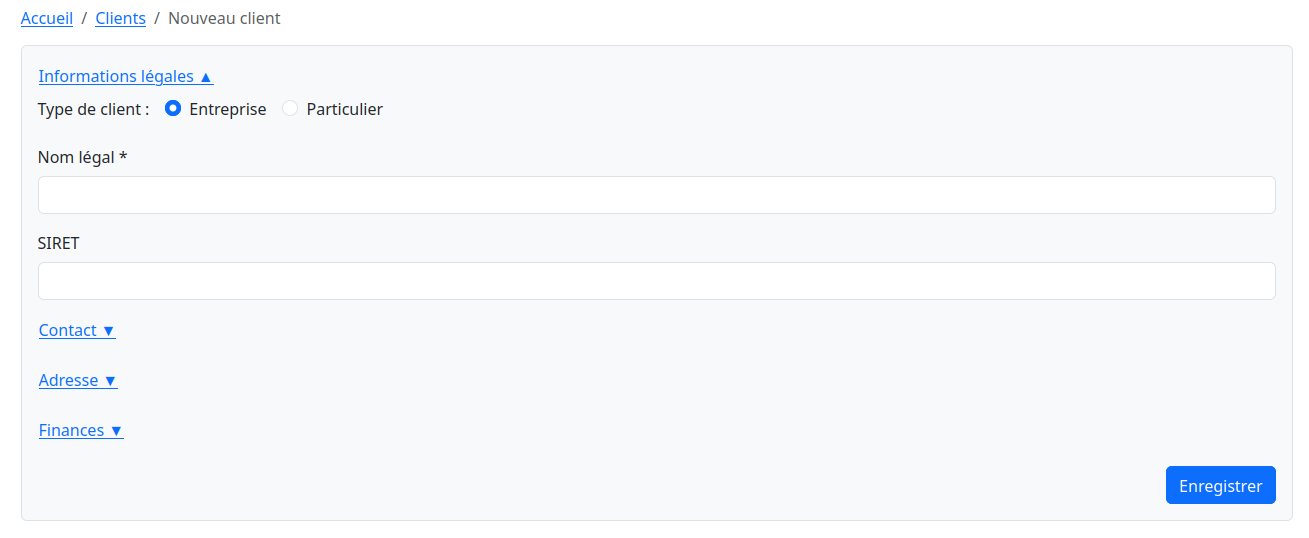 Accueil / Clients / Nouveau client
Informations légales ▲
Type de client : Entreprise Particulier
Nom légal *
SIRET
Contact ▼
Adresse ▼
Finances ▼
Enregistrer